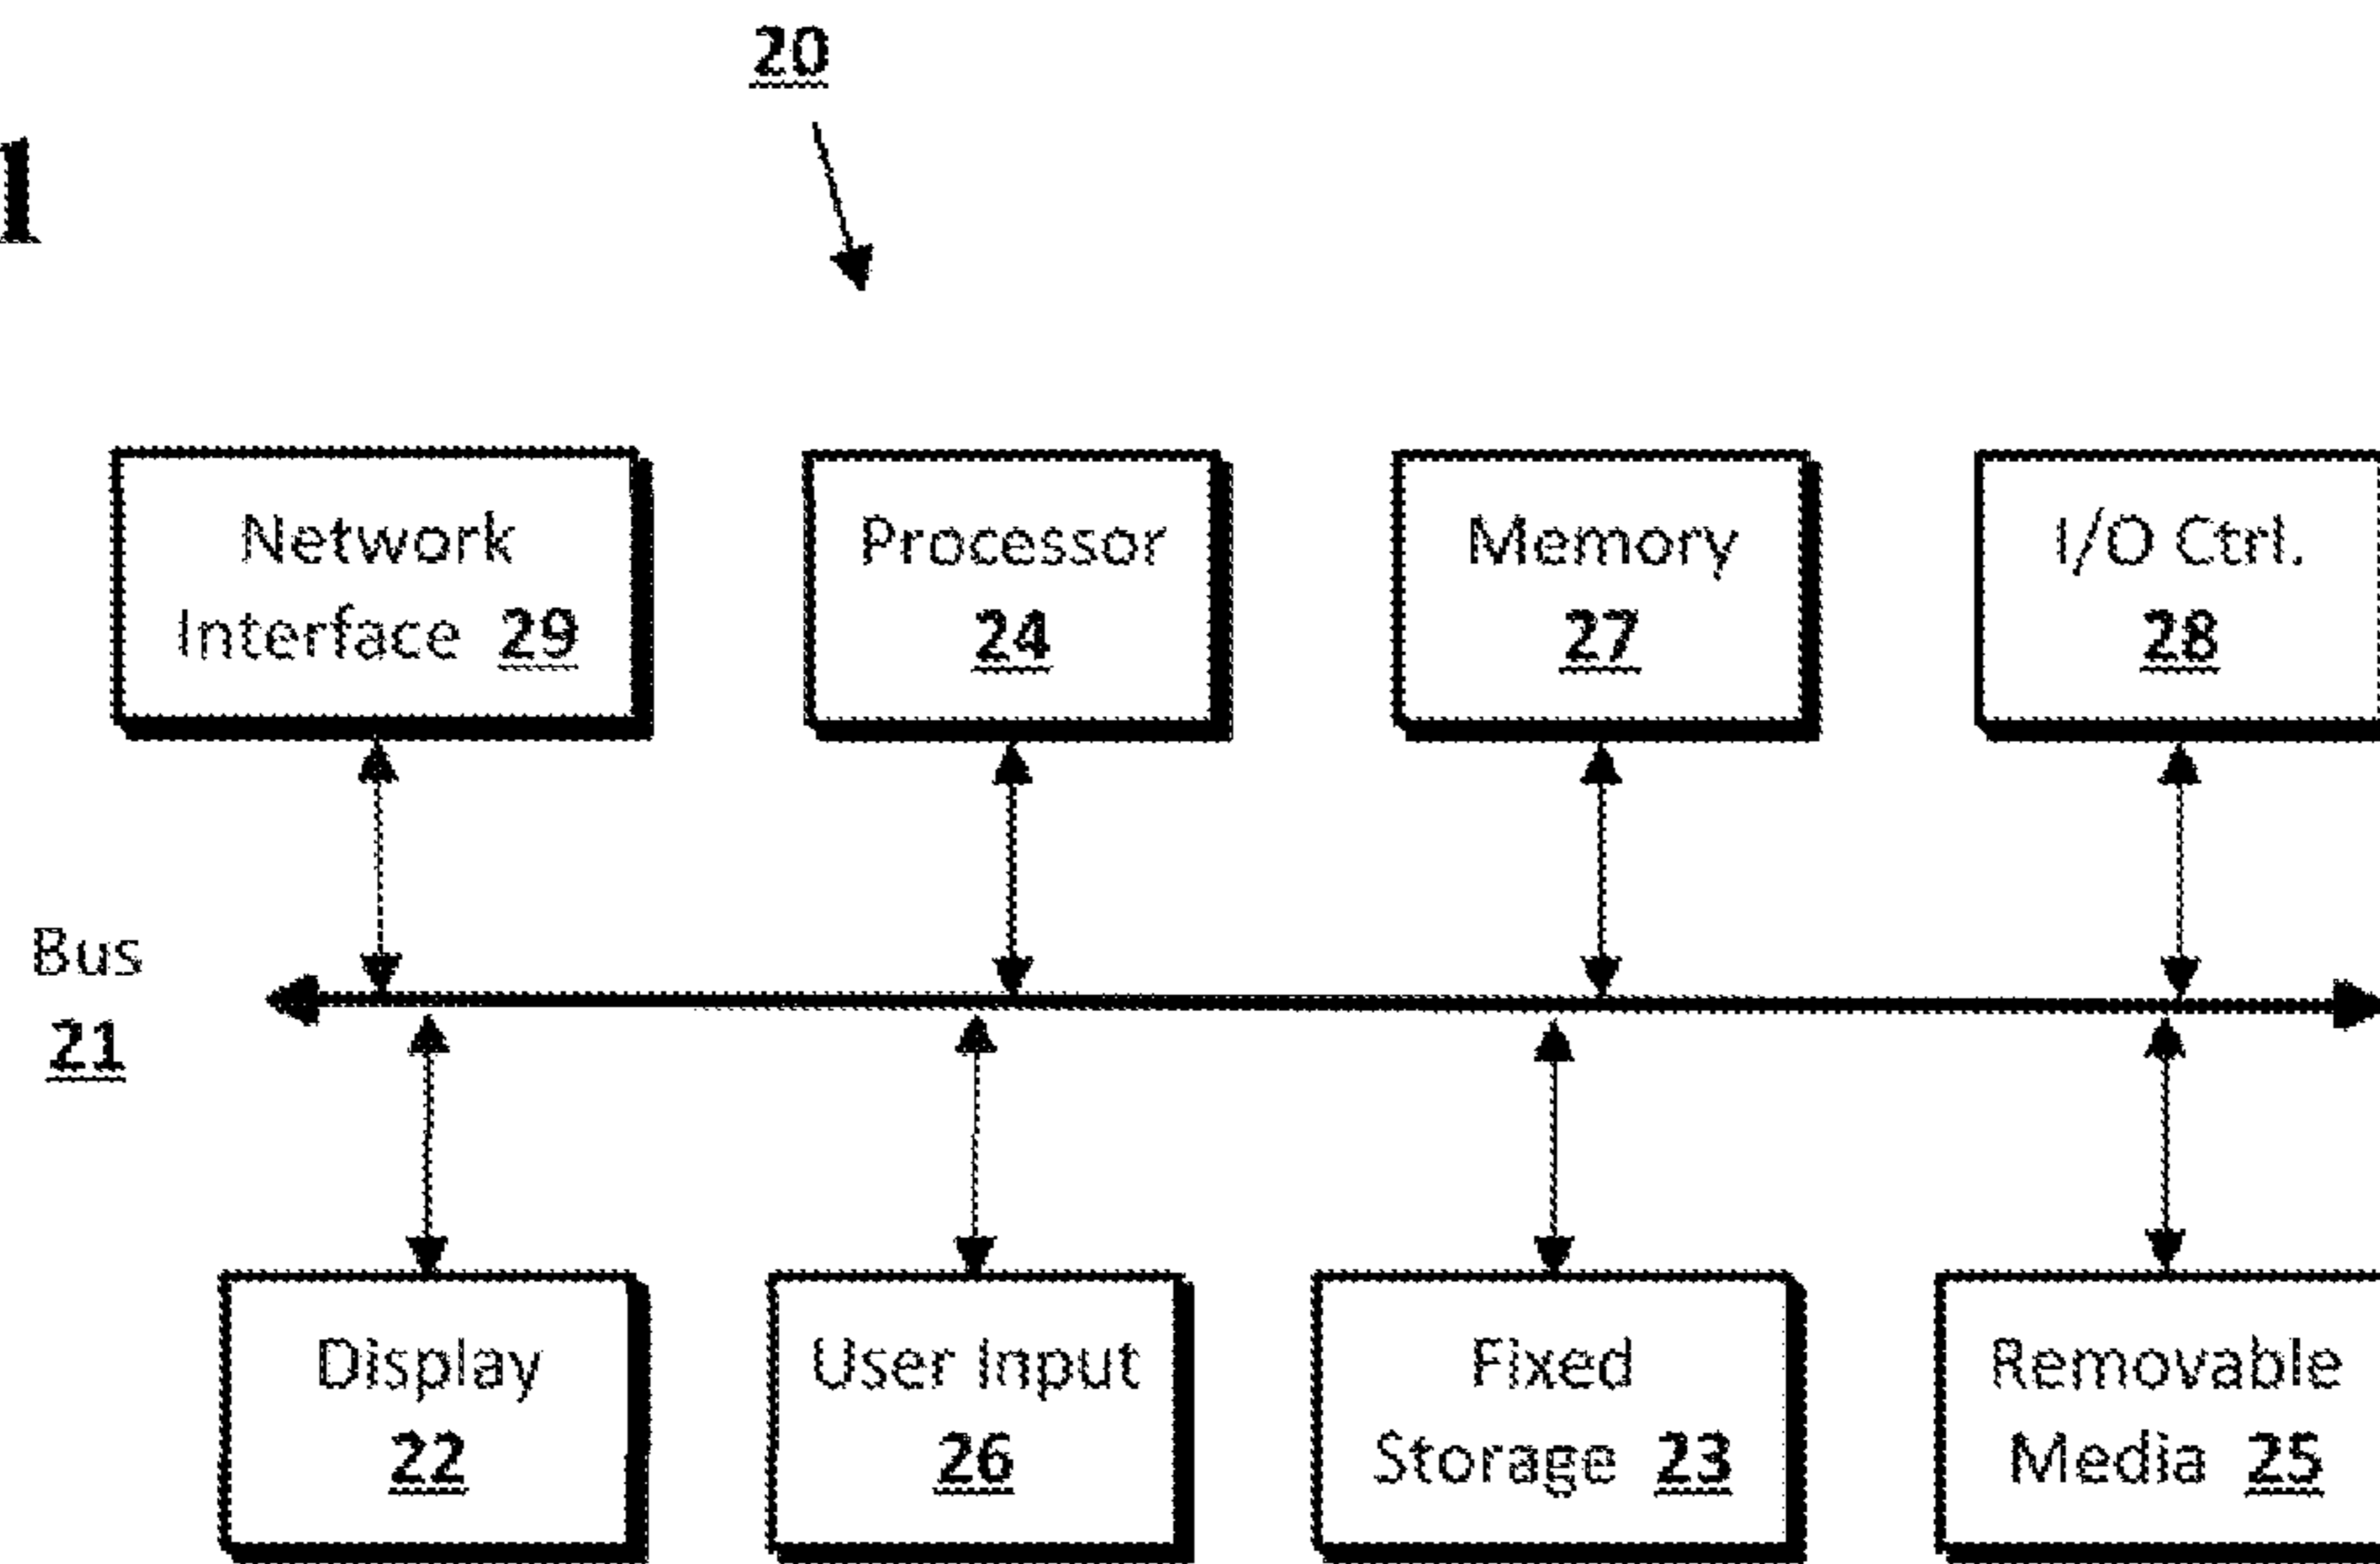 20
1
Network
Interface 29
Processor
24
Memory
27
I/O Ctrl.
28
Bus
21
Display
22
User Input
26
Fixed
Storage 23
Removable
Media 25